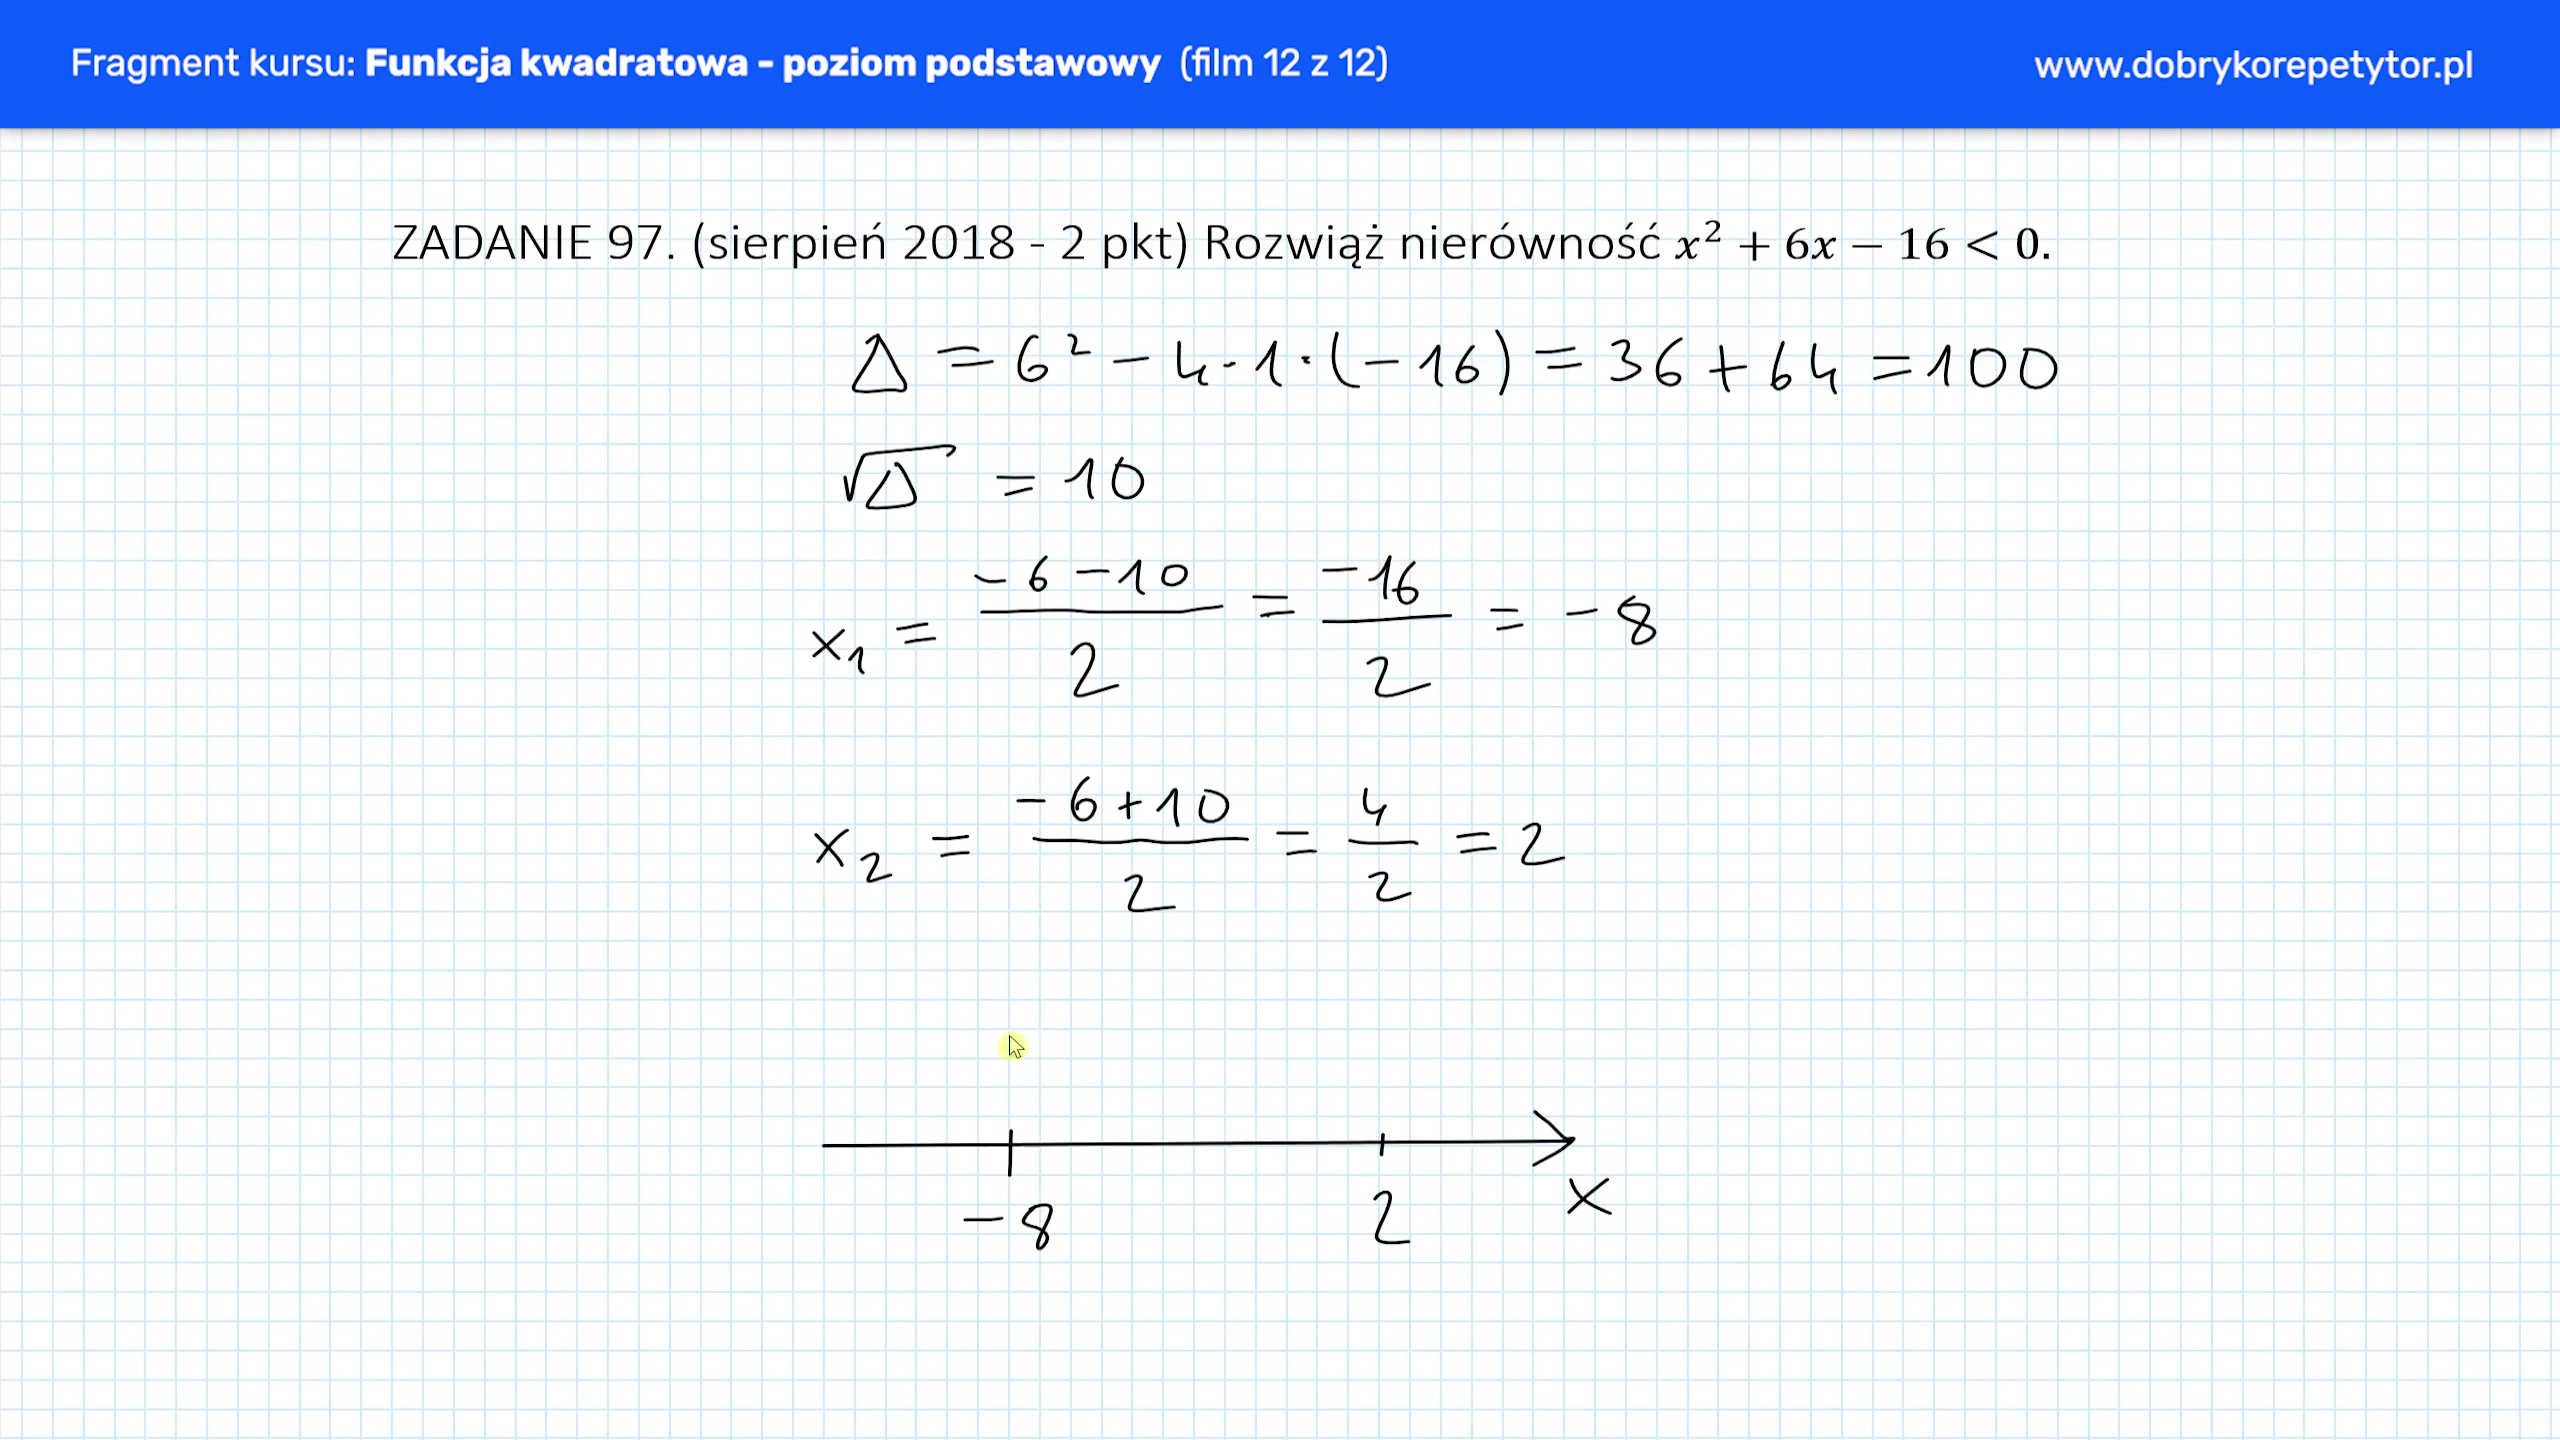 Fragment kursu: Funkcja kwadratowa - poziom podstawowy (film 12 z 12)
www.dobrykorepetytor.pl
ZADANIE 97. (sierpień 2018 - 2 pkt) Rozwiąż nierówność x² + 6x − 16 < 0.
Δ = 6² − 4·1·(−16) = 36 + 64 = 100
√Δ = 10
x₁ = (−6−10)/2 = −16/2 = −8
x₂ = (−6+10)/2 = 4/2 = 2
−8 2 x